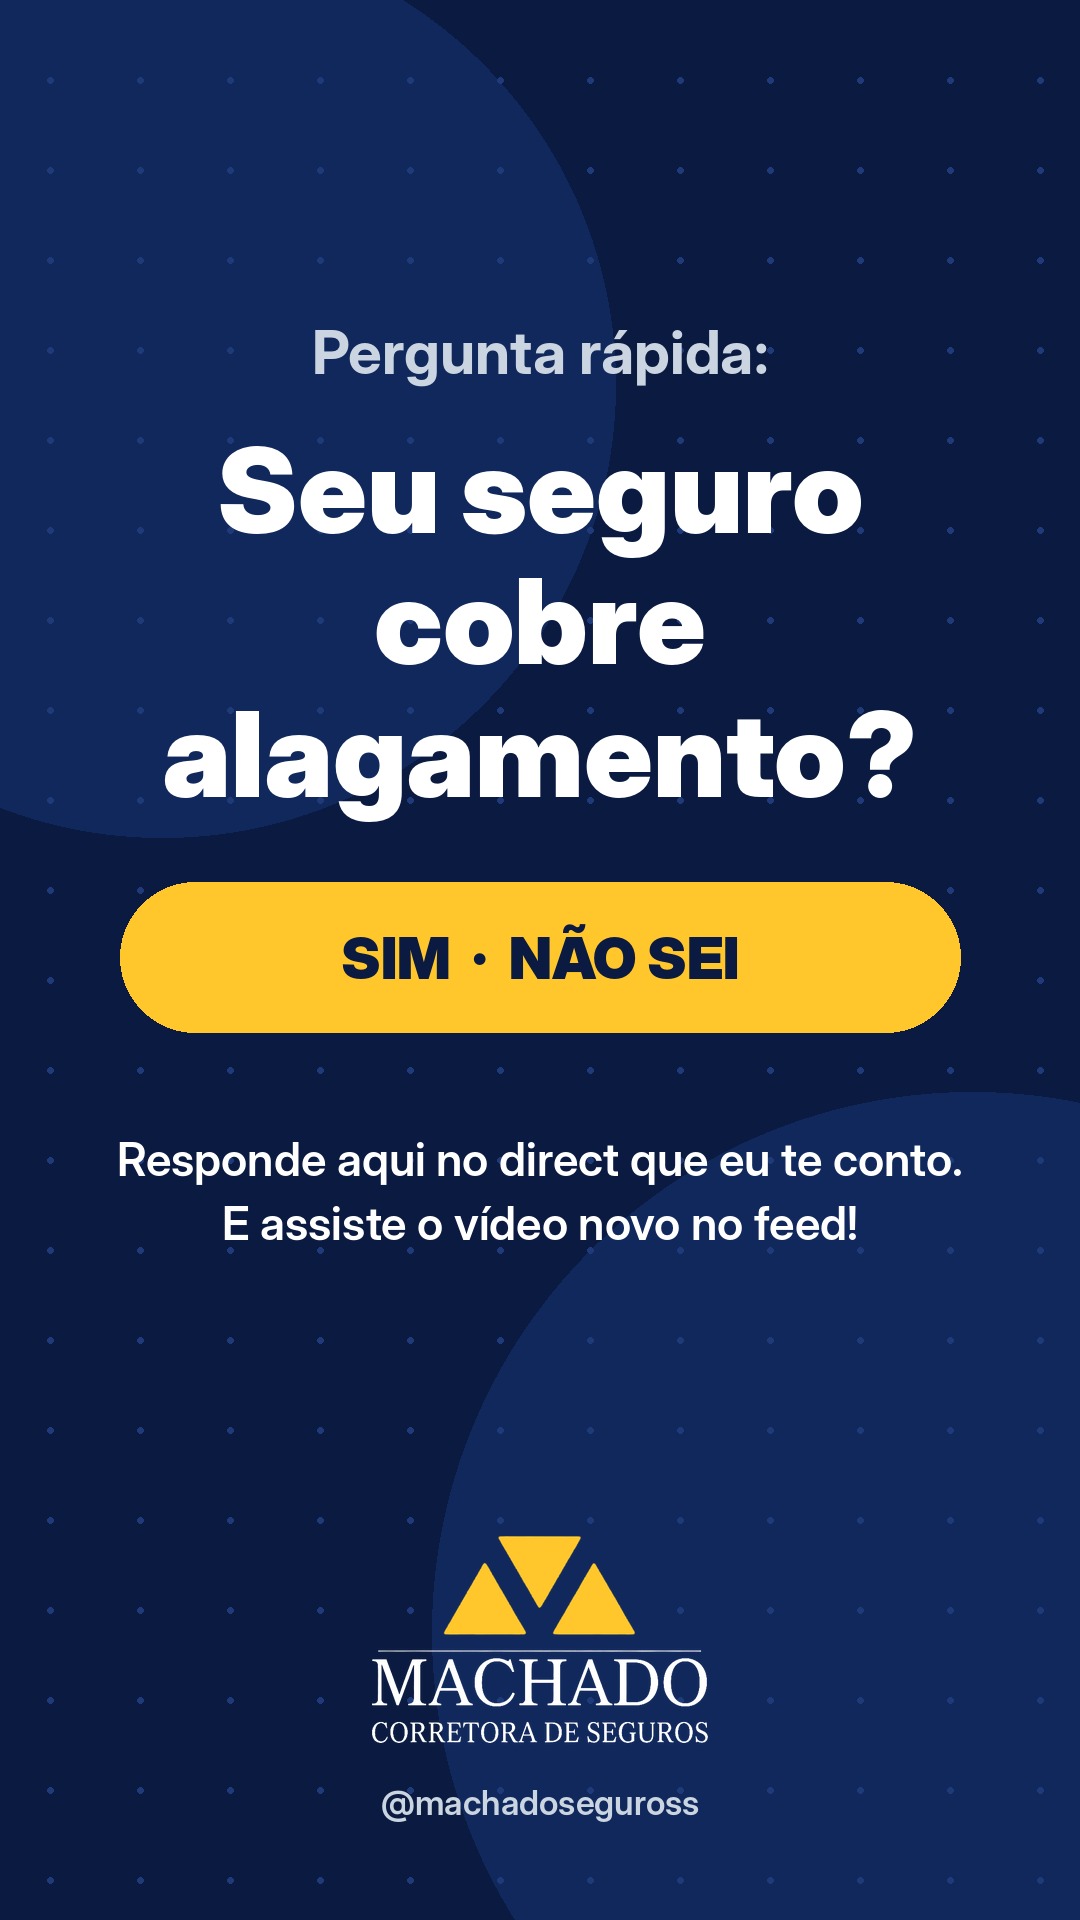 Pergunta rápida:
Seu seguro
cobre
alagamento?
SIM · NÃO SEI
Responde aqui no direct que eu te conto.
E assiste o vídeo novo no feed!
MACHADO
CORRETORA DE SEGUROS
@machadoseguross